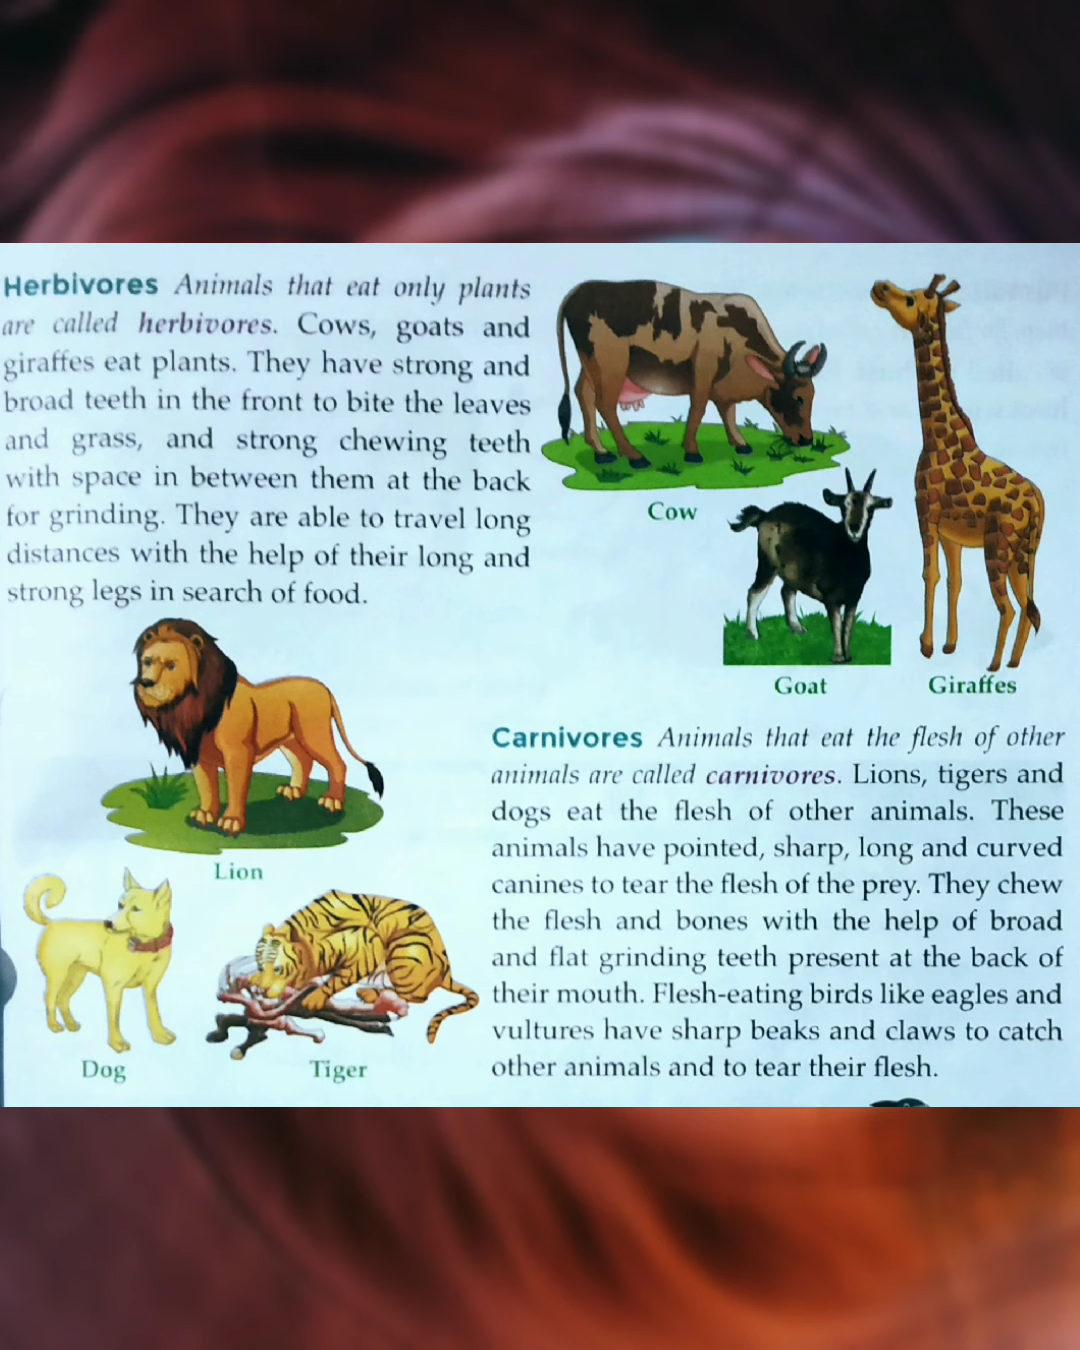 Herbivores Animals that eat only plants
are called herbivores. Cows, goats and
giraffes eat plants. They have strong and
broad teeth in the front to bite the leaves
and grass, and strong chewing teeth
with space in between them at the back
for grinding. They are able to travel long
distances with the help of their long and
strong legs in search of food.
Cow
Goat
Giraffes
Lion
Dog
Tiger
Carnivores Animals that eat the flesh of other
animals are called carnivores. Lions, tigers and
dogs eat the flesh of other animals. These
animals have pointed, sharp, long and curved
canines to tear the flesh of the prey. They chew
the flesh and bones with the help of broad
and flat grinding teeth present at the back of
their mouth. Flesh-eating birds like eagles and
vultures have sharp beaks and claws to catch
other animals and to tear their flesh.